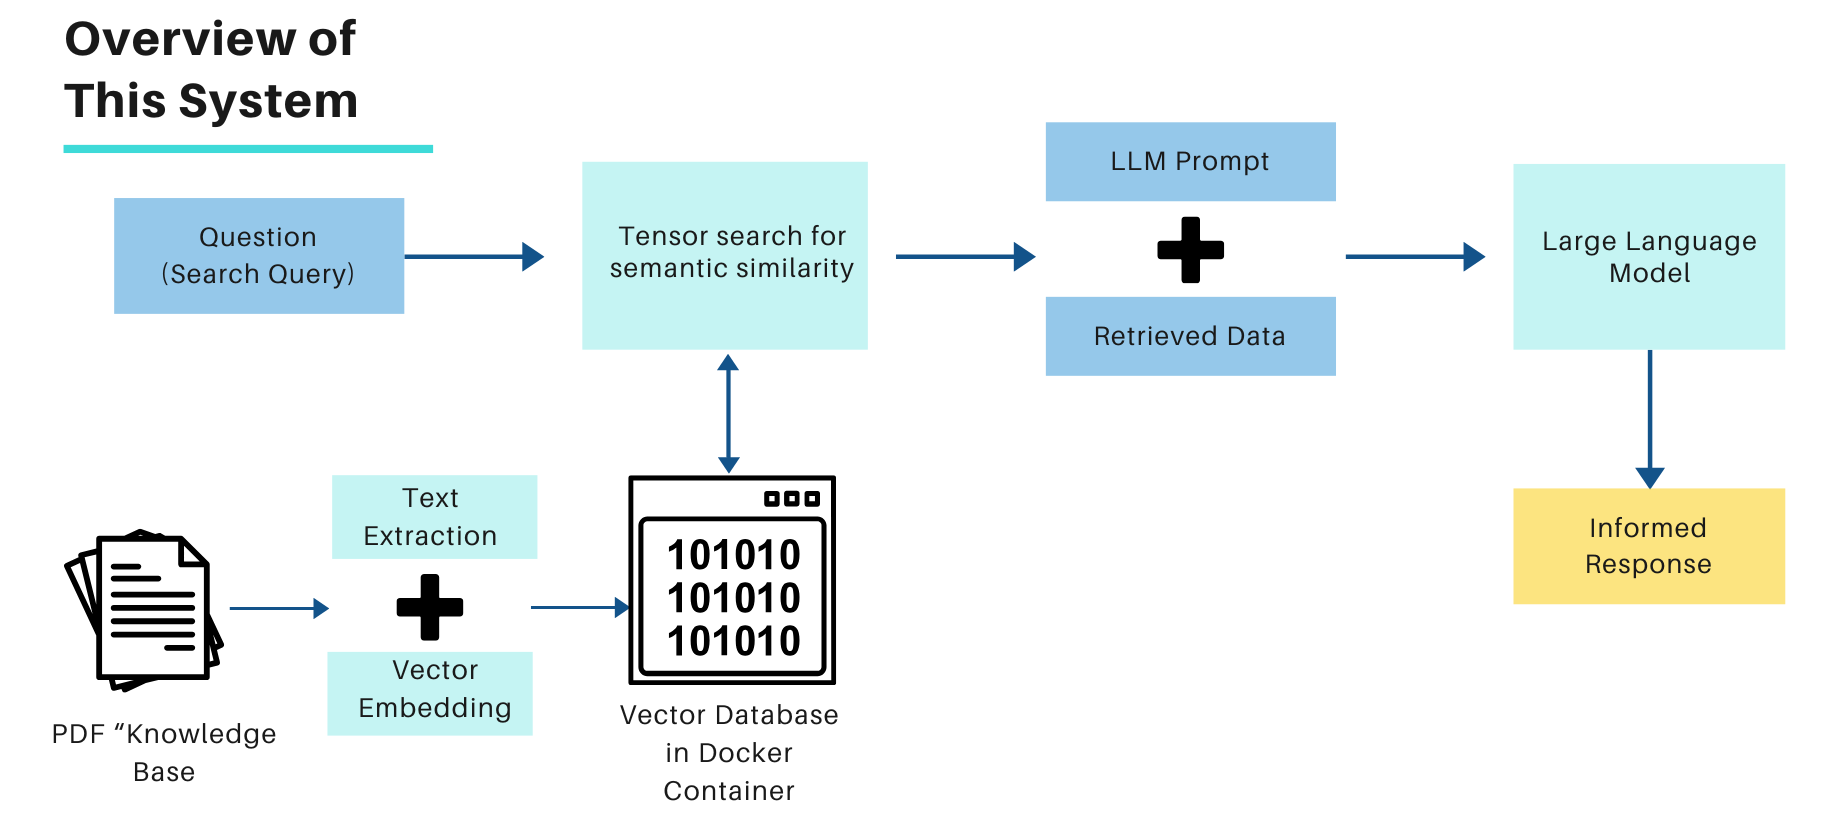 Overview of
This System
Question
(Search Query)
Tensor search for
semantic similarity
LLM Prompt
Retrieved Data
Large Language
Model
Informed
Response
Text
Extraction
Vector
Embedding
101010
101010
101010
PDF “Knowledge
Base
Vector Database
in Docker
Container